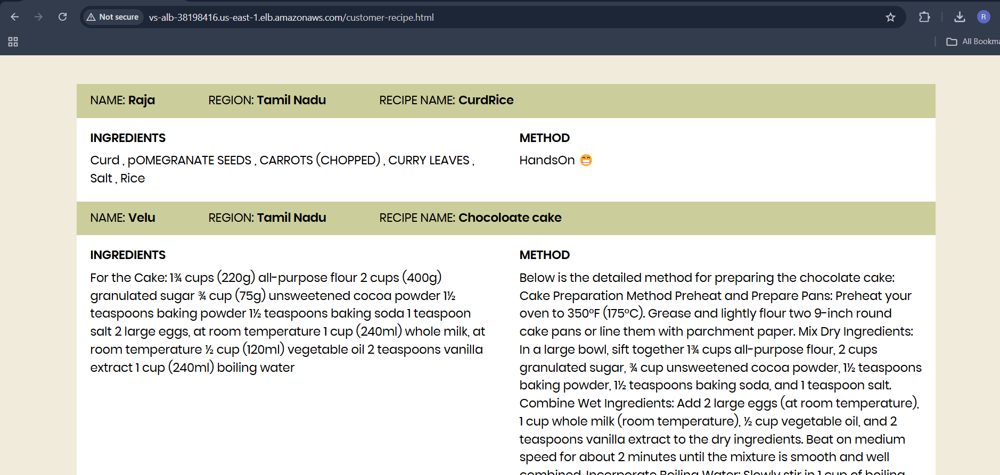 Not secure vs-alb-38198416.us-east-1.elb.amazonaws.com/customer-recipe.html R
All Bookma
NAME: Raja REGION: Tamil Nadu RECIPE NAME: CurdRice
INGREDIENTS
Curd , pOMEGRANATE SEEDS , CARROTS (CHOPPED) , CURRY LEAVES ,
Salt , Rice
METHOD
HandsOn 😁
NAME: Velu REGION: Tamil Nadu RECIPE NAME: Chocoloate cake
INGREDIENTS
For the Cake: 1¾ cups (220g) all-purpose flour 2 cups (400g)
granulated sugar ¾ cup (75g) unsweetened cocoa powder 1½
teaspoons baking powder 1½ teaspoons baking soda 1 teaspoon
salt 2 large eggs, at room temperature 1 cup (240ml) whole milk, at
room temperature ½ cup (120ml) vegetable oil 2 teaspoons vanilla
extract 1 cup (240ml) boiling water
METHOD
Below is the detailed method for preparing the chocolate cake:
Cake Preparation Method Preheat and Prepare Pans: Preheat your
oven to 350°F (175°C). Grease and lightly flour two 9-inch round
cake pans or line them with parchment paper. Mix Dry Ingredients:
In a large bowl, sift together 1¾ cups all-purpose flour, 2 cups
granulated sugar, ¾ cup unsweetened cocoa powder, 1½ teaspoons
baking powder, 1½ teaspoons baking soda, and 1 teaspoon salt.
Combine Wet Ingredients: Add 2 large eggs (at room temperature),
1 cup whole milk (room temperature), ½ cup vegetable oil, and 2
teaspoons vanilla extract to the dry ingredients. Beat on medium
speed for about 2 minutes until the mixture is smooth and well
combined. Incorporate Boiling Water: Slowly stir in 1 cup of boiling